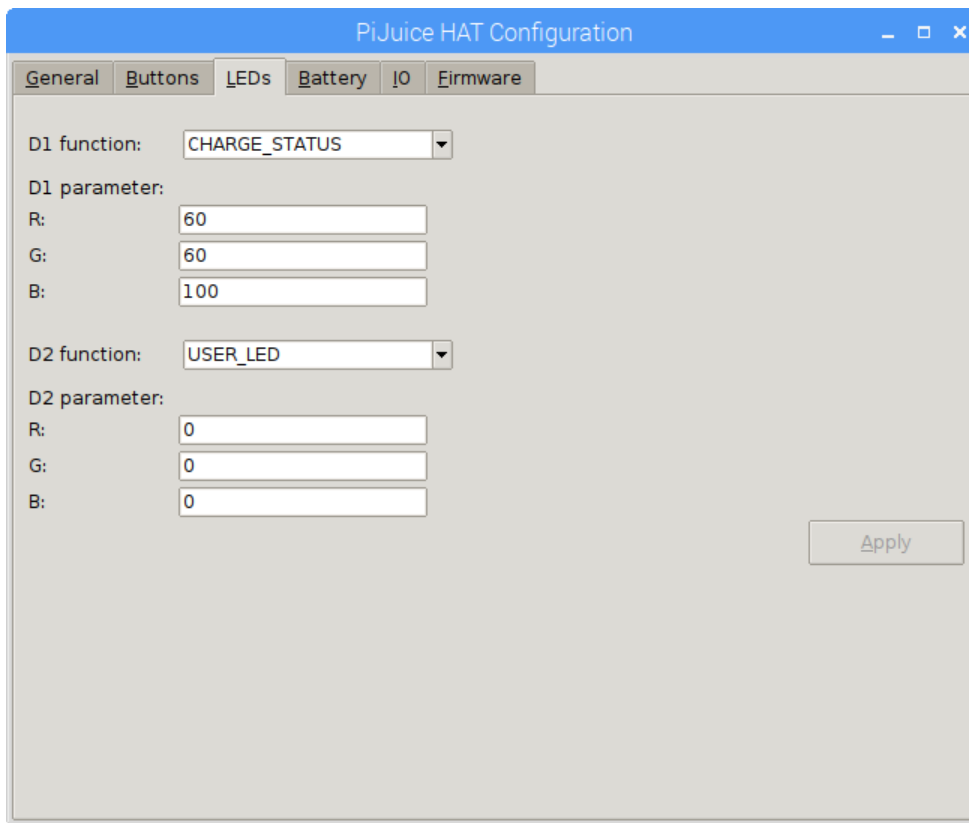 PiJuice HAT Configuration
General Buttons LEDs Battery IO Firmware
D1 function: CHARGE_STATUS
D1 parameter:
R: 60
G: 60
B: 100
D2 function: USER_LED
D2 parameter:
R: 0
G: 0
B: 0
Apply